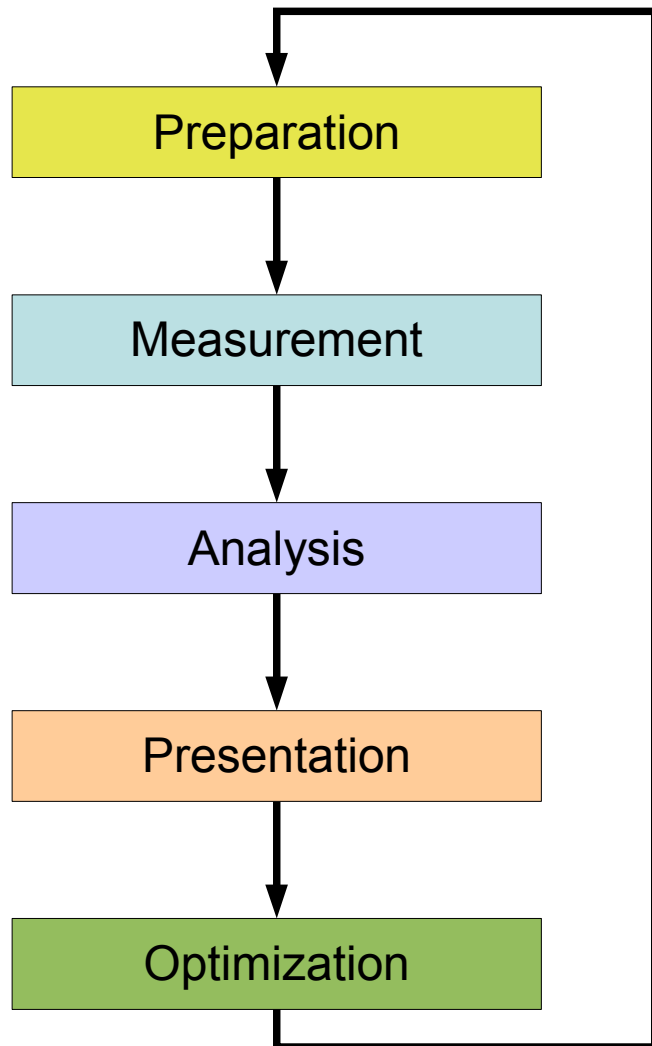 Preparation
Measurement
Analysis
Presentation
Optimization